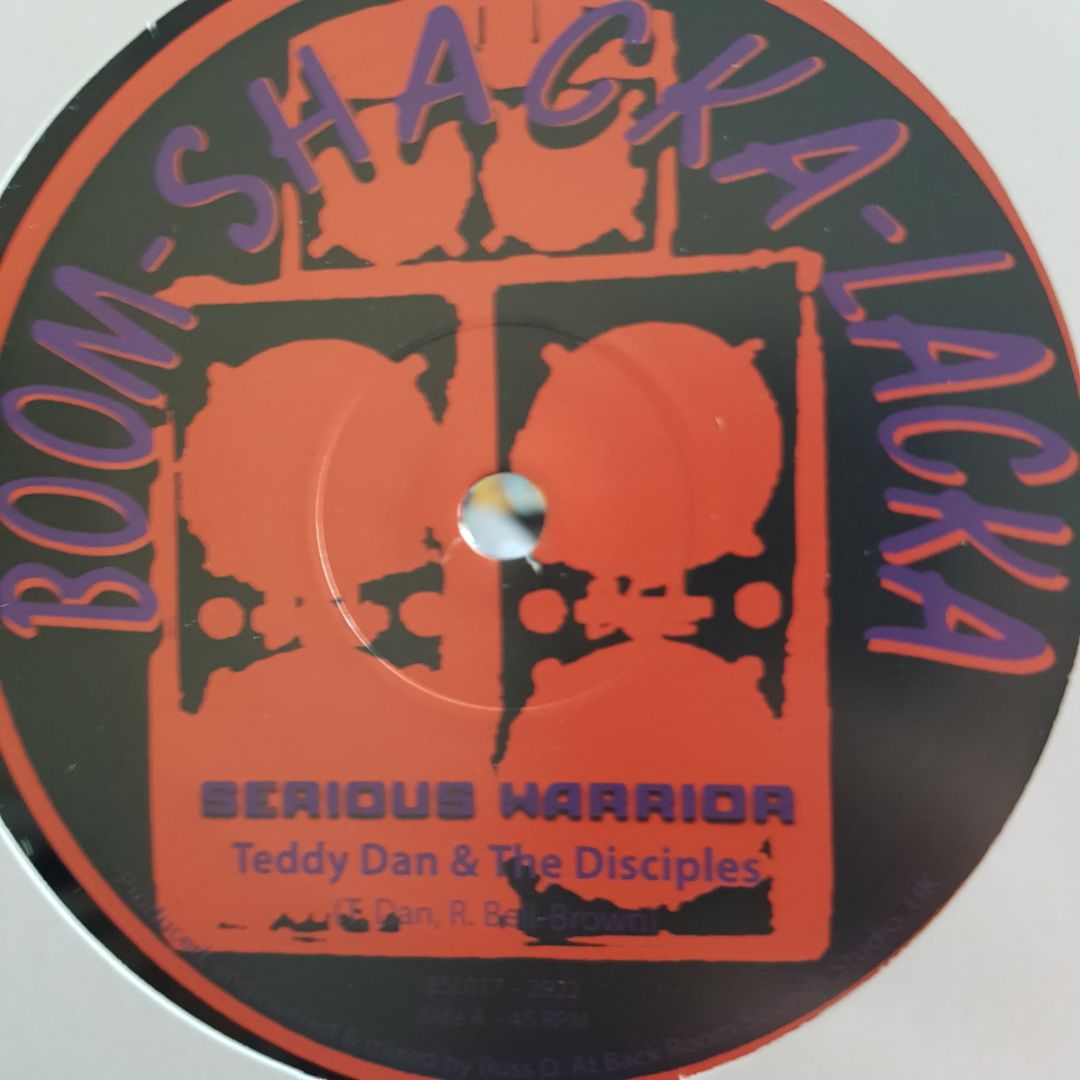 BOOM-SHACKA-LACKA
SERIOUS WARRIOR
Teddy Dan & The Disciples
(T. Dan, R. Bell-Brown)
BSL017 - 2022
Side A - 45 RPM
Produced, engineered & mixed by Russ D. At Back Room Sound Studio, UK